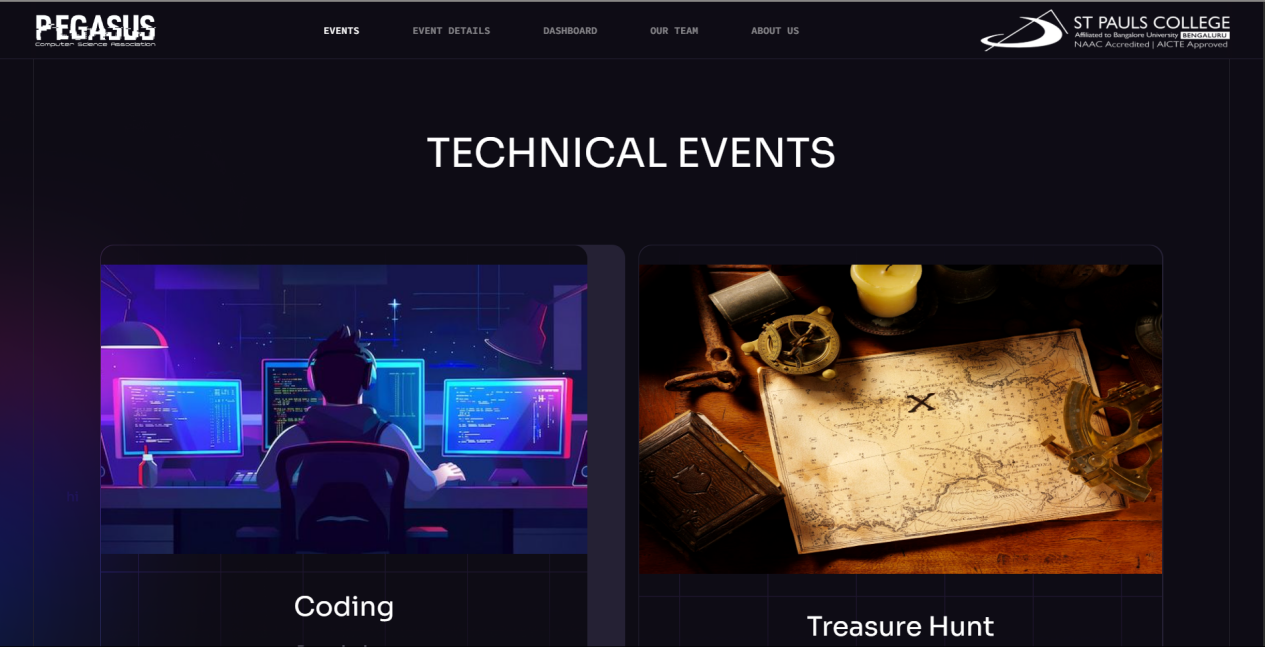 PEGASUS
Computer Science Association
EVENTS
EVENT DETAILS
DASHBOARD
OUR TEAM
ABOUT US
ST PAULS COLLEGE
Affiliated to Bangalore University BENGALURU
NAAC Accredited | AICTE Approved
TECHNICAL EVENTS
X
Coding
Treasure Hunt